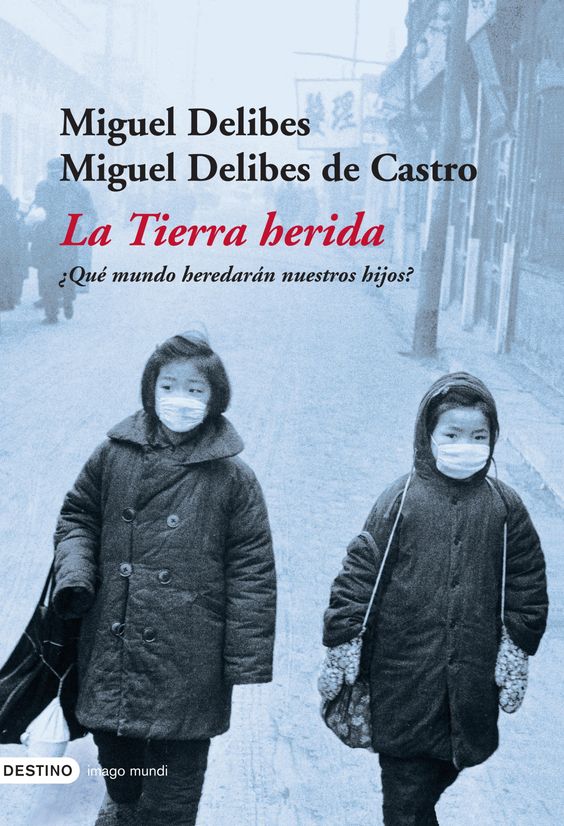 Miguel Delibes
Miguel Delibes de Castro
La Tierra herida
¿Qué mundo heredarán nuestros hijos?
DESTINO imago mundi